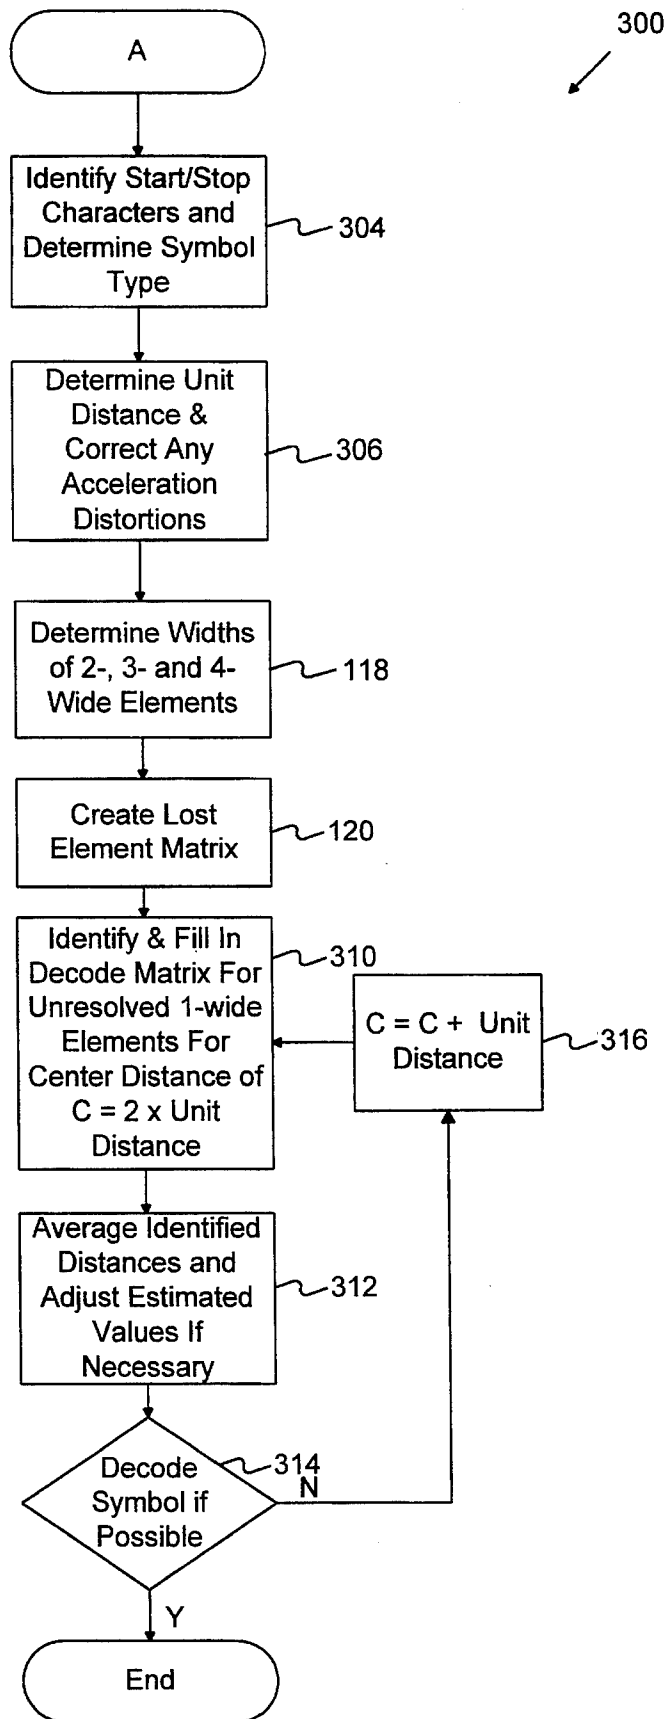 300
A
Identify Start/Stop
Characters and
Determine Symbol
Type
304
Determine Unit
Distance &
Correct Any
Acceleration
Distortions
306
Determine Widths
of 2-, 3- and 4-
Wide Elements
118
Create Lost
Element Matrix
120
Identify & Fill In
Decode Matrix For
Unresolved 1-wide
Elements For
Center Distance of
C = 2 x Unit
Distance
310
C = C + Unit
Distance
316
Average Identified
Distances and
Adjust Estimated
Values If
Necessary
312
Decode
Symbol if
Possible
314
N
Y
End